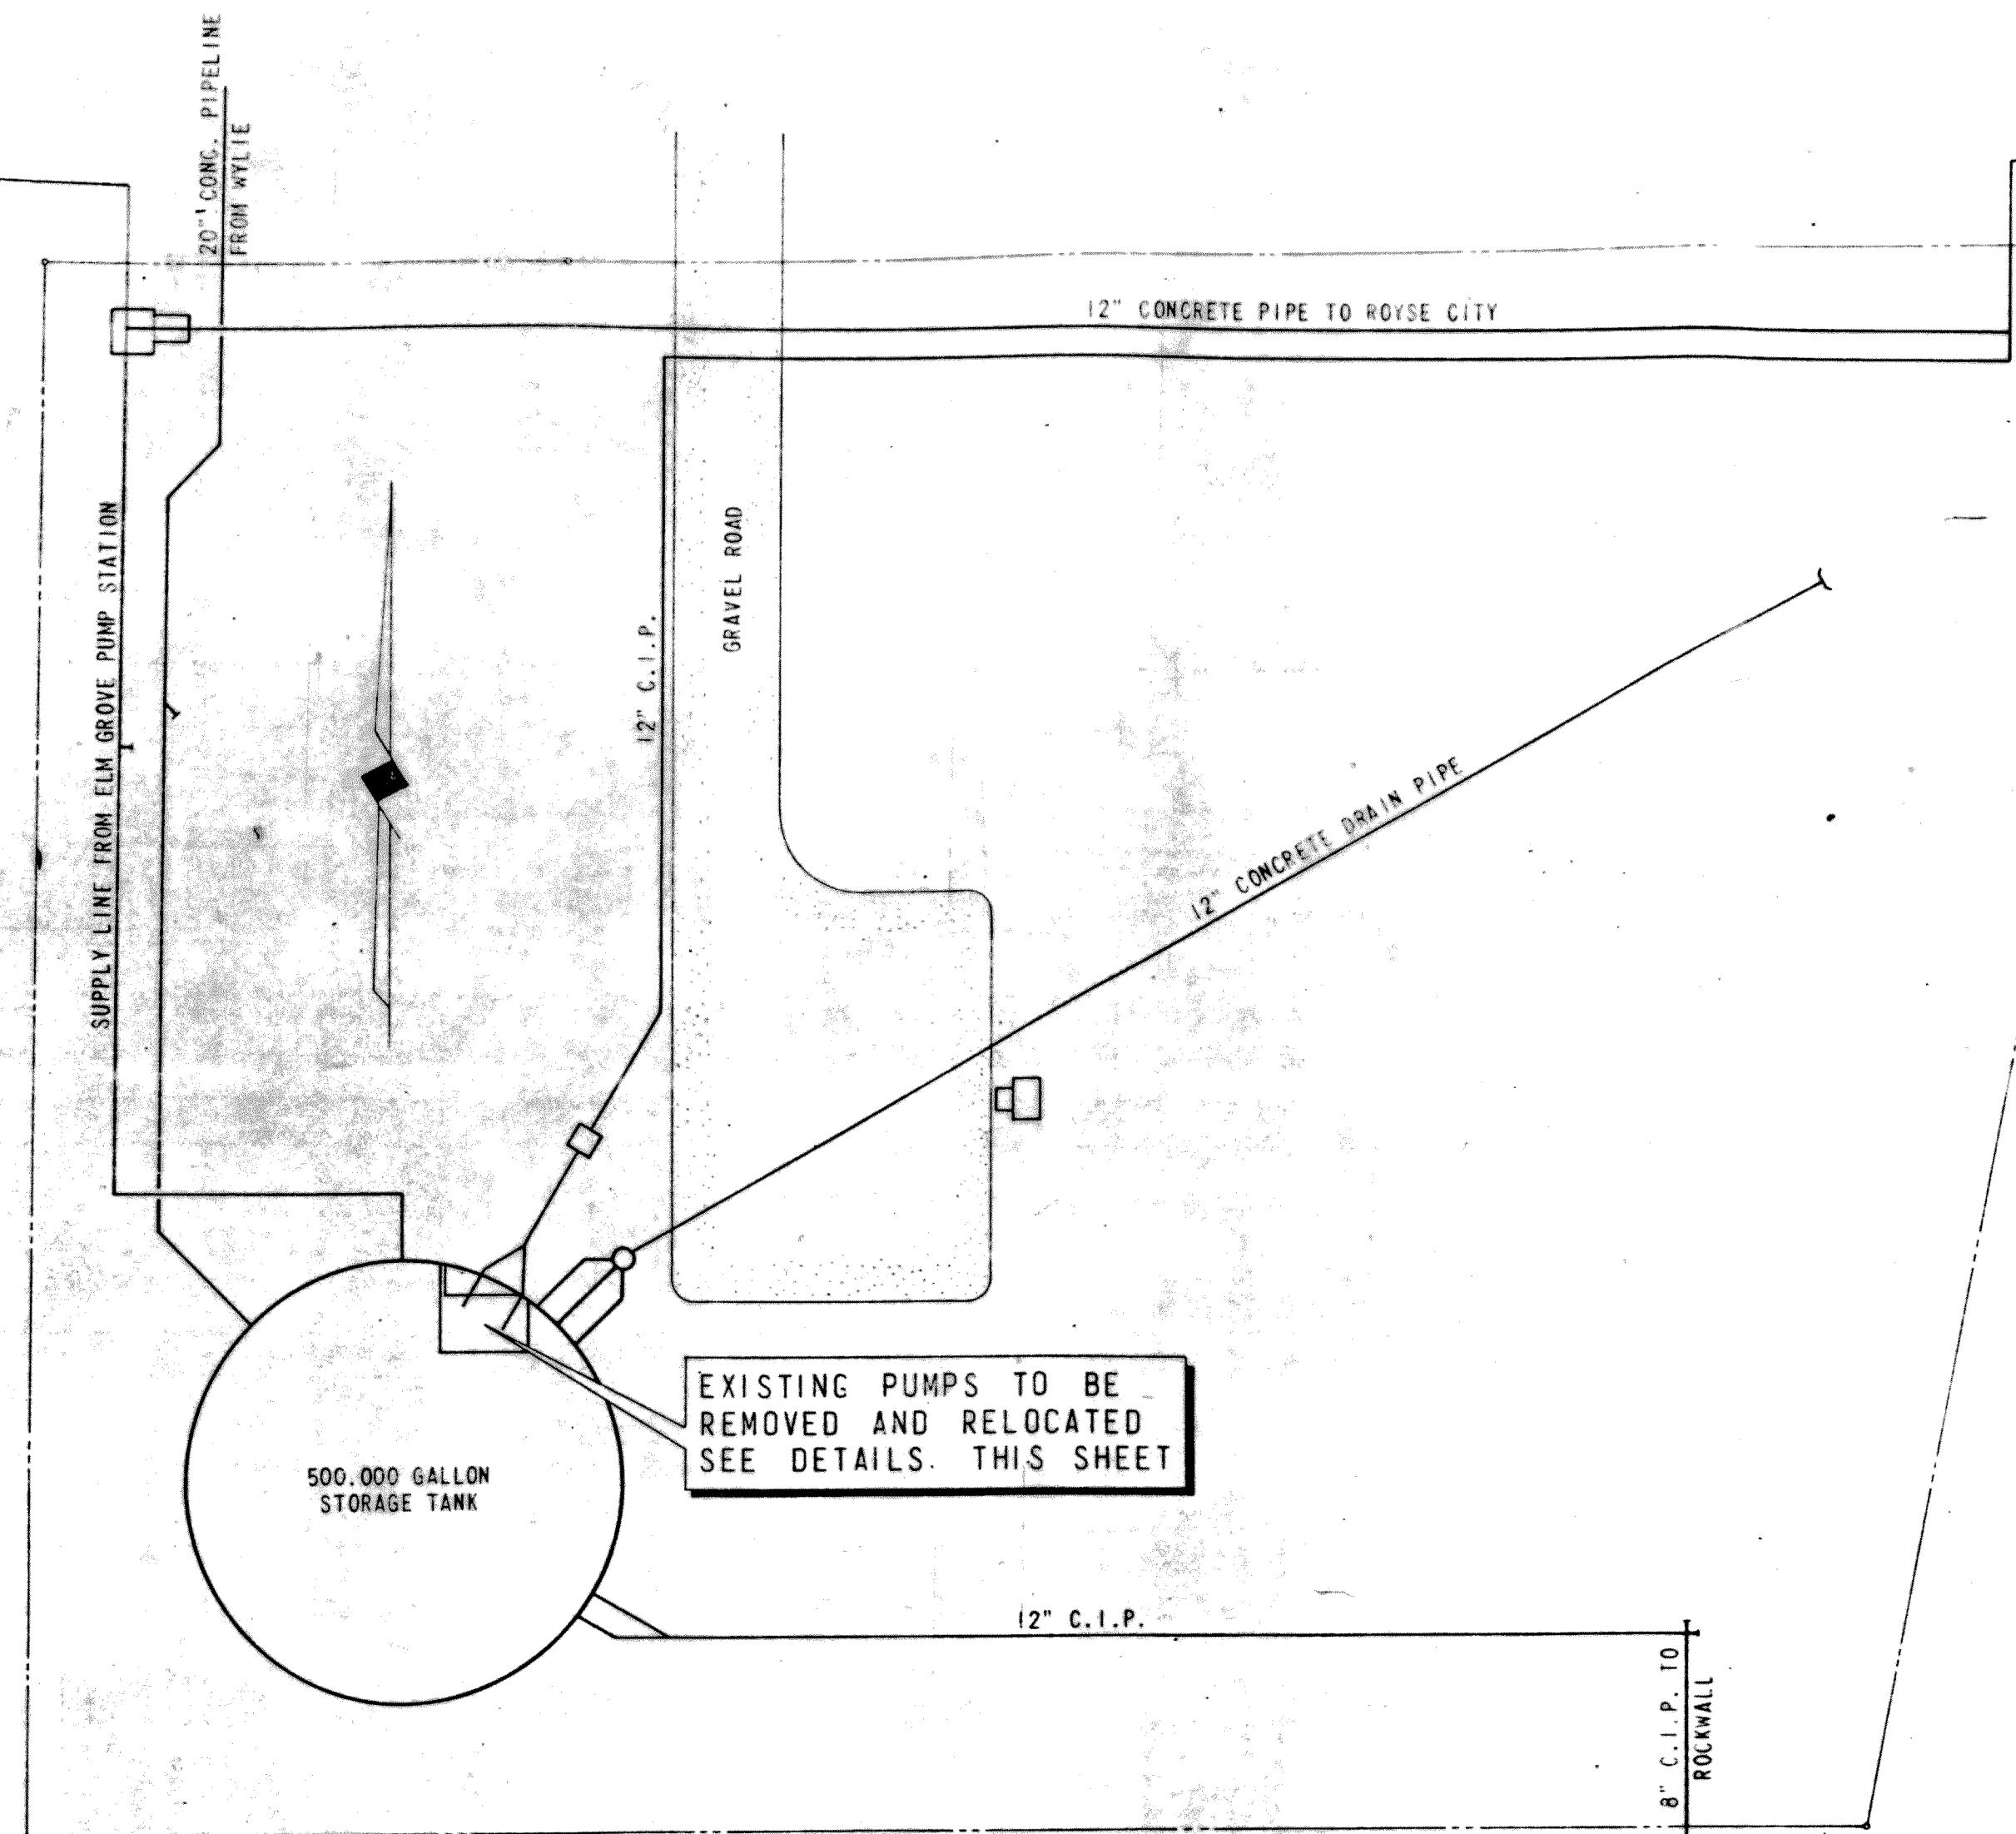 20" CONC. PIPELINE
FROM WYLIE
12" CONCRETE PIPE TO ROYSE CITY
SUPPLY LINE FROM ELM GROVE PUMP STATION
12" C.I.P.
GRAVEL ROAD
12" CONCRETE DRAIN PIPE
EXISTING PUMPS TO BE
REMOVED AND RELOCATED
SEE DETAILS. THIS SHEET
500.000 GALLON
STORAGE TANK
12" C.I.P.
8" C.I.P. TO
ROCKWALL